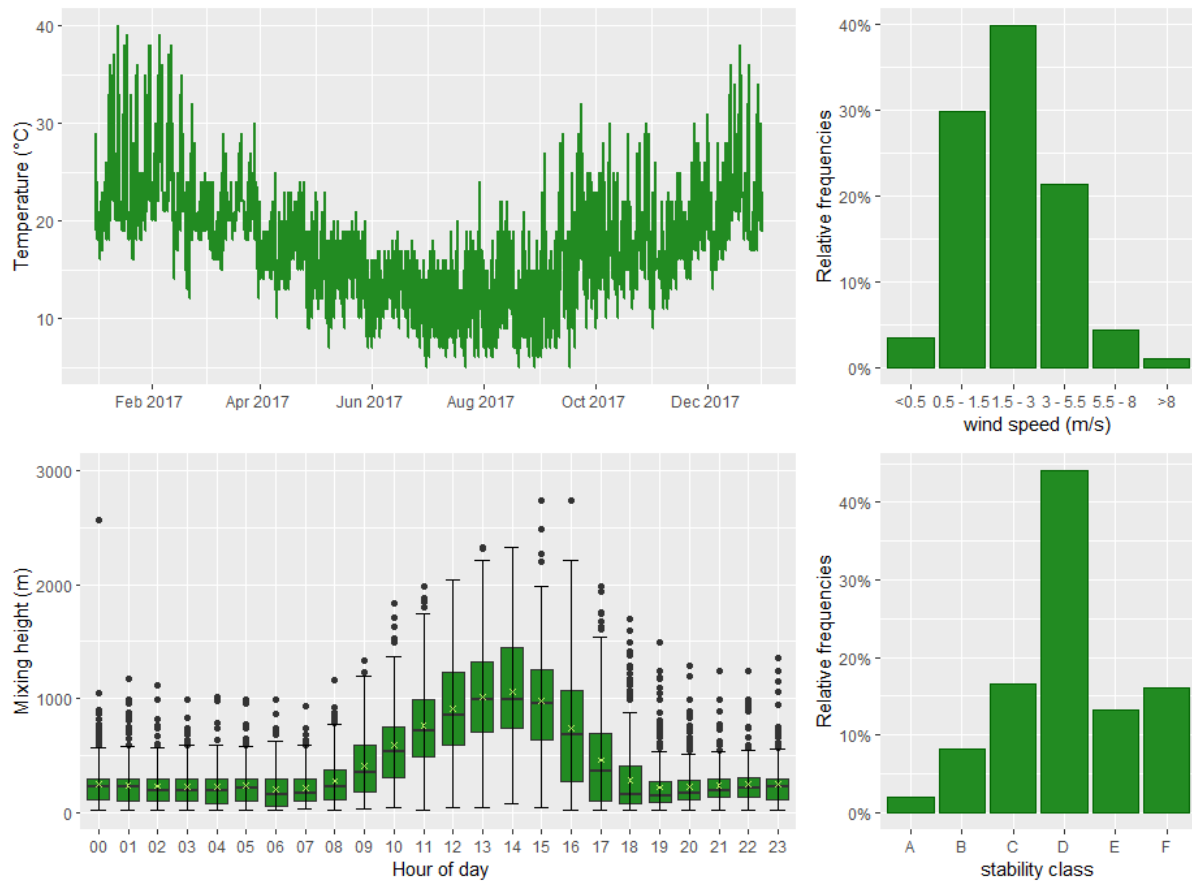 40
30
20
10
Temperature (°C)
Feb 2017 Apr 2017 Jun 2017 Aug 2017 Oct 2017 Dec 2017
40%
30%
20%
10%
0%
Relative frequencies
<0.5 0.5 - 1.5 1.5 - 3 3 - 5.5 5.5 - 8 >8
wind speed (m/s)
3000
2000
1000
0
Mixing height (m)
00 01 02 03 04 05 06 07 08 09 10 11 12 13 14 15 16 17 18 19 20 21 22 23
Hour of day
40%
30%
20%
10%
0%
Relative frequencies
A B C D E F
stability class